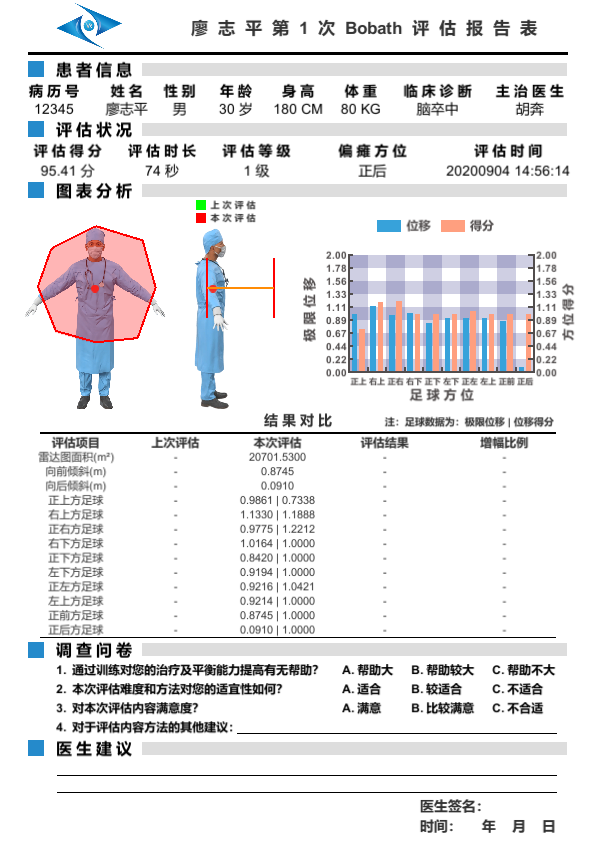 廖志平第1次 Bobath 评估报告表
患者信息
病历号 姓名 性别 年龄 身高 体重 临床诊断 主治医生
12345 廖志平 男 30 岁 180 CM 80 KG 脑卒中 胡奔
评估状况
评估得分 评估时长 评估等级 偏瘫方位 评估时间
95.41 分 74 秒 1 级 正后 20200904 14:56:14
图表分析
上次评估
本次评估
位移 得分
极限位移
方位得分
2.00 2.00
1.78 1.78
1.56 1.56
1.33 1.33
1.11 1.11
0.89 0.89
0.67 0.67
0.44 0.44
0.22 0.22
0.00 0.00
正上 右上 正右 右下 正下 左下 正左 左上 正前 正后
足球方位
结果对比 注: 足球数据为: 极限位移 | 位移得分
评估项目 上次评估 本次评估 评估结果 增幅比例
雷达图面积(m²) - 20701.5300 - -
向前倾斜(m) - 0.8745 - -
向后倾斜(m) - 0.0910 - -
正上方足球 - 0.9861 | 0.7338 - -
右上方足球 - 1.1330 | 1.1888 - -
正右方足球 - 0.9775 | 1.2212 - -
右下方足球 - 1.0164 | 1.0000 - -
正下方足球 - 0.8420 | 1.0000 - -
左下方足球 - 0.9194 | 1.0000 - -
正左方足球 - 0.9216 | 1.0421 - -
左上方足球 - 0.9214 | 1.0000 - -
正前方足球 - 0.8745 | 1.0000 - -
正后方足球 - 0.0910 | 1.0000 - -
调查问卷
1. 通过训练对您的治疗及平衡能力提高有无帮助? A. 帮助大 B. 帮助较大 C. 帮助不大
2. 本次评估难度和方法对您的适宜性如何? A. 适合 B. 较适合 C. 不适合
3. 对本次评估内容满意度? A. 满意 B. 比较满意 C. 不合适
4. 对于评估内容方法的其他建议:
医生建议
医生签名:
时间: 年 月 日